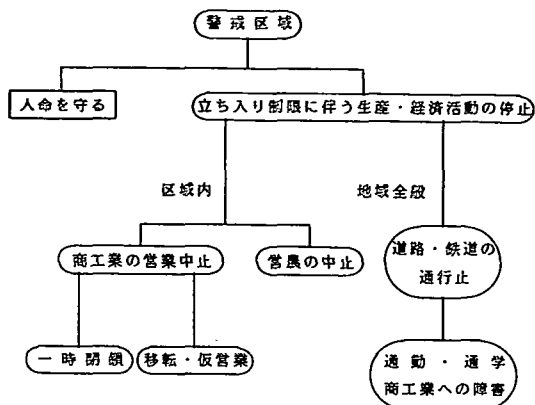 警戒区域
人命を守る
立ち入り制限に伴う生産・経済活動の停止
区域内
地域全般
商工業の営業中止
営農の中止
道路・鉄道の
通行止
一時閉鎖
移転・仮営業
通勤・通学
商工業への障害